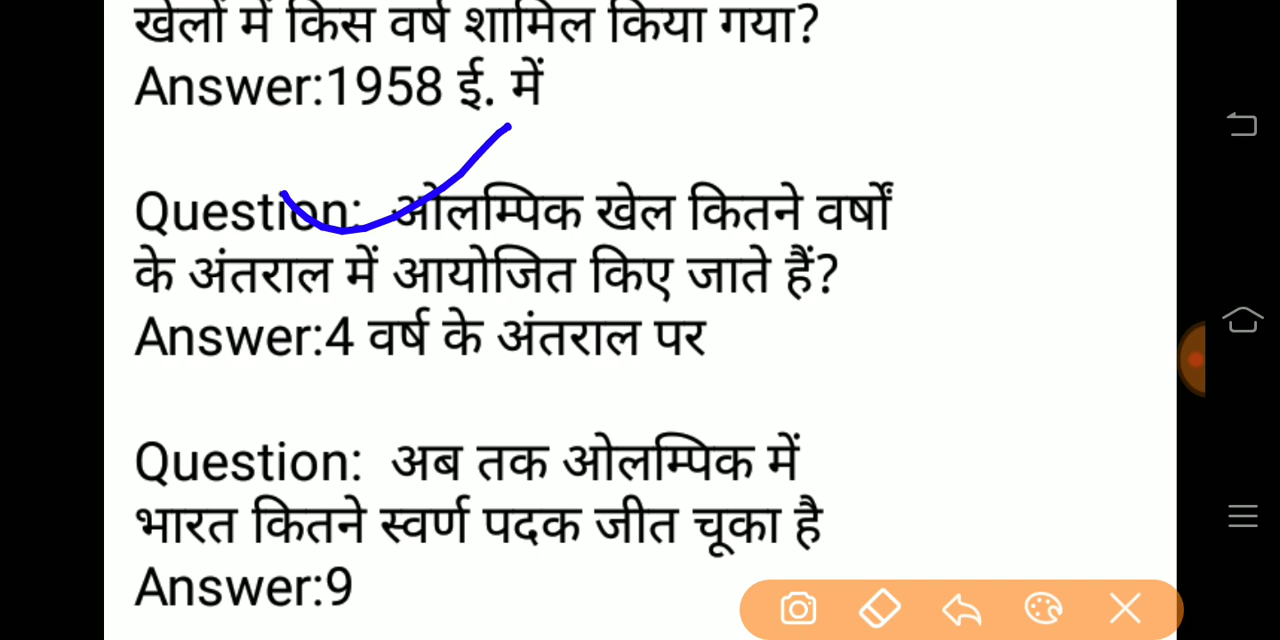 खेलों में किस वर्ष शामिल किया गया?
Answer:1958 ई. में
Question: ओलम्पिक खेल कितने वर्षों
के अंतराल में आयोजित किए जाते हैं?
Answer:4 वर्ष के अंतराल पर
Question: अब तक ओलम्पिक में
भारत कितने स्वर्ण पदक जीत चूका है
Answer:9